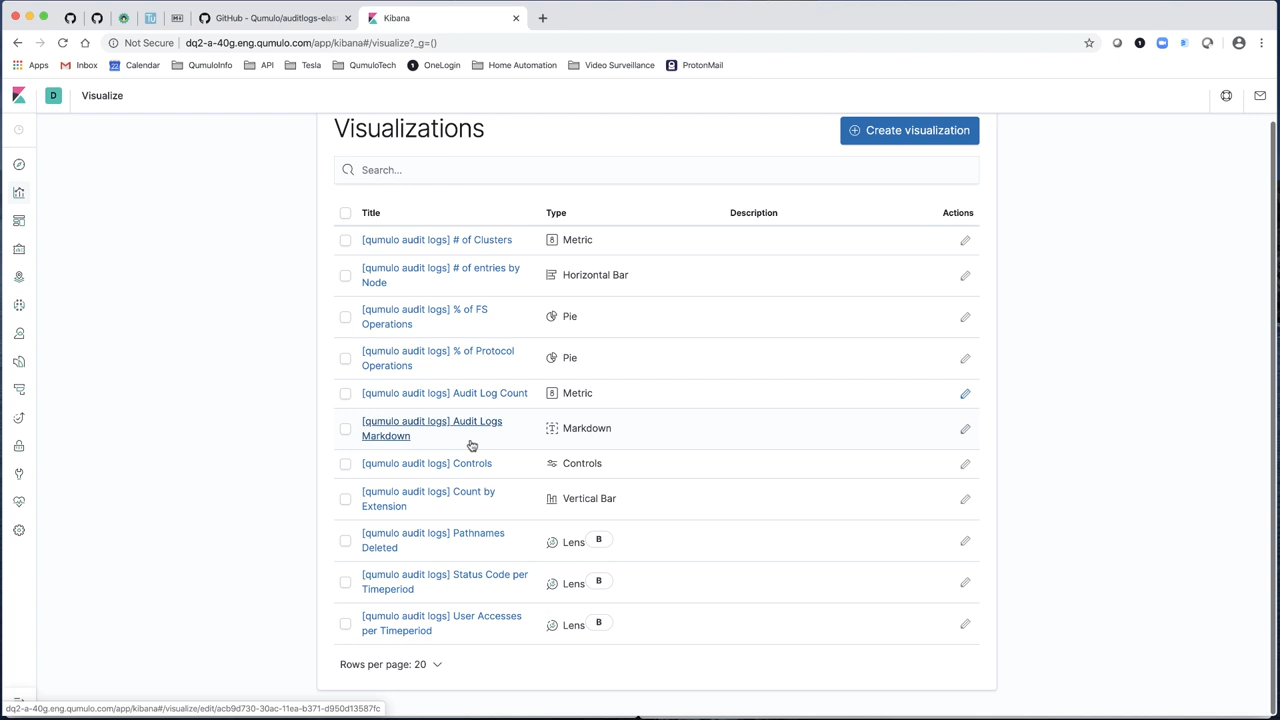 GitHub - Qumulo/auditlogs-elas
Kibana
Not Secure
dq2-a-40g.eng.qumulo.com/app/kibana#/visualize?_g=()
Apps
Inbox
Calendar
QumuloInfo
API
Tesla
QumuloTech
OneLogin
Home Automation
Video Surveillance
ProtonMail
D
Visualize
Visualizations
Create visualization
Search...
Title
Type
Description
Actions
[qumulo audit logs] # of Clusters
8
Metric
[qumulo audit logs] # of entries by
Node
Horizontal Bar
[qumulo audit logs] % of FS
Operations
Pie
[qumulo audit logs] % of Protocol
Operations
Pie
[qumulo audit logs] Audit Log Count
8
Metric
[qumulo audit logs] Audit Logs
Markdown
T
Markdown
[qumulo audit logs] Controls
Controls
[qumulo audit logs] Count by
Extension
Vertical Bar
[qumulo audit logs] Pathnames
Deleted
Lens
B
[qumulo audit logs] Status Code per
Timeperiod
Lens
B
[qumulo audit logs] User Accesses
per Timeperiod
Lens
B
Rows per page: 20
dq2-a-40g.eng.qumulo.com/app/kibana#/visualize/edit/acb9d730-30ac-11ea-b371-d950d13587fc